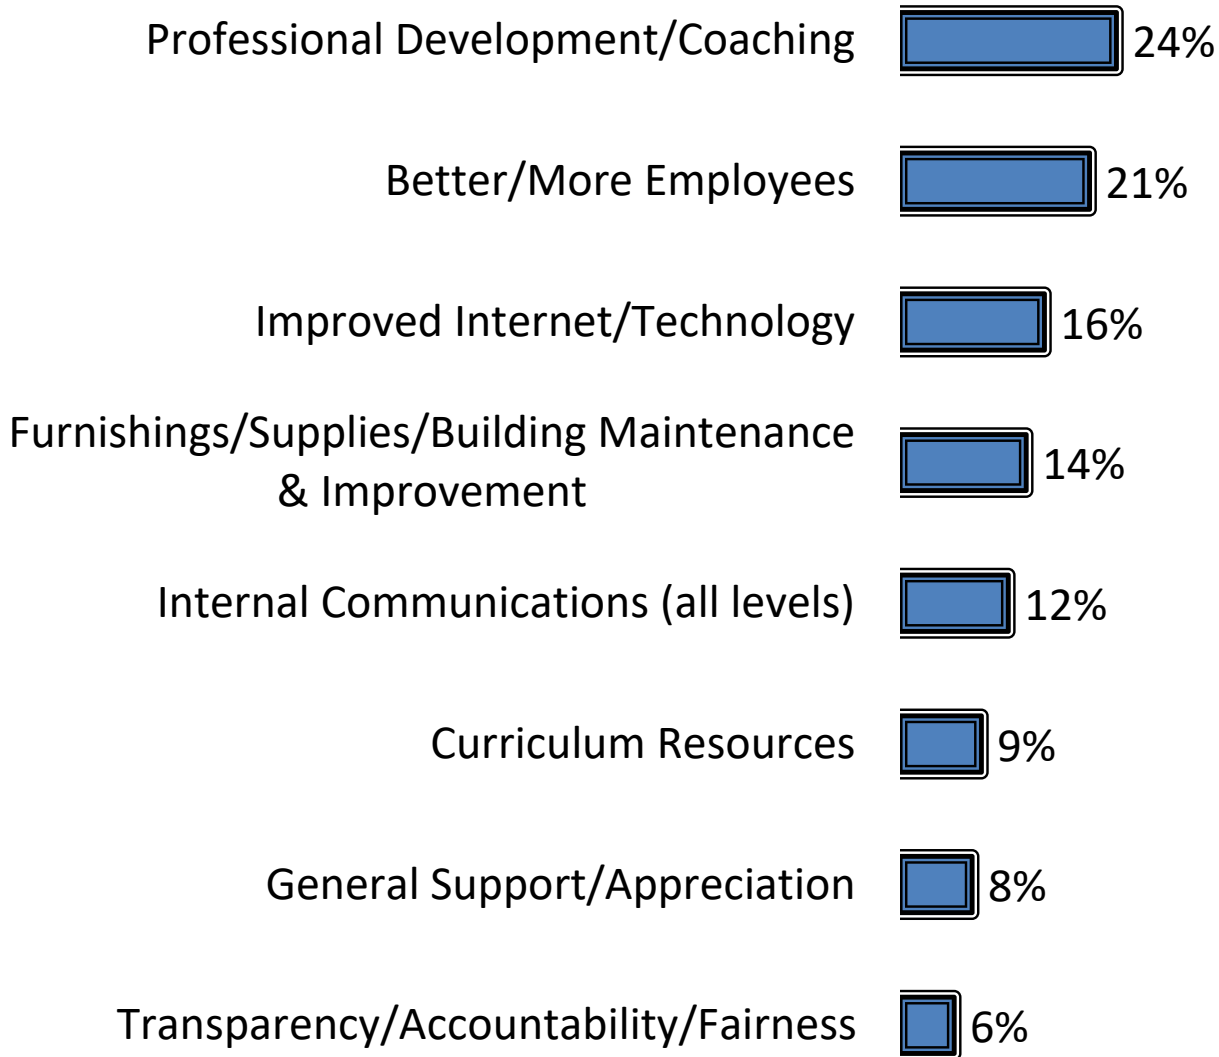 Professional Development/Coaching 24%
Better/More Employees 21%
Improved Internet/Technology 16%
Furnishings/Supplies/Building Maintenance
& Improvement 14%
Internal Communications (all levels) 12%
Curriculum Resources 9%
General Support/Appreciation 8%
Transparency/Accountability/Fairness 6%